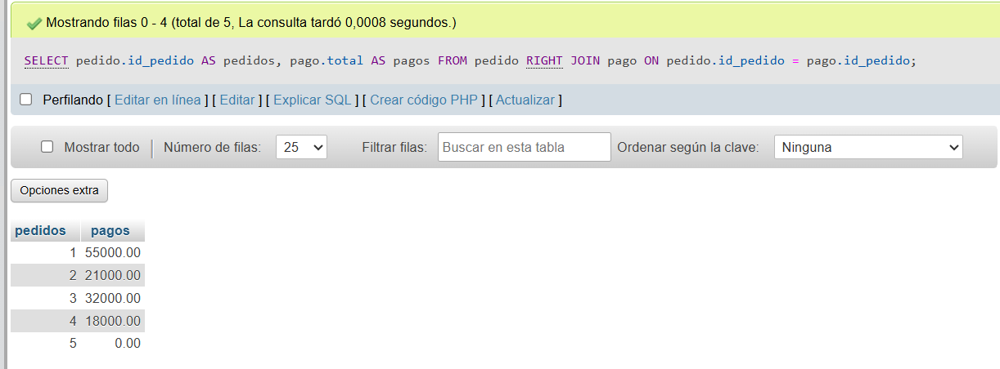 Mostrando filas 0 - 4 (total de 5, La consulta tardó 0,0008 segundos.)
SELECT pedido.id_pedido AS pedidos, pago.total AS pagos FROM pedido RIGHT JOIN pago ON pedido.id_pedido = pago.id_pedido;
Perfilando [ Editar en línea ] [ Editar ] [ Explicar SQL ] [ Crear código PHP ] [ Actualizar ]
Mostrar todo Número de filas: 25 Filtrar filas: Buscar en esta tabla Ordenar según la clave: Ninguna
Opciones extra
pedidos pagos
1 55000.00
2 21000.00
3 32000.00
4 18000.00
5 0.00